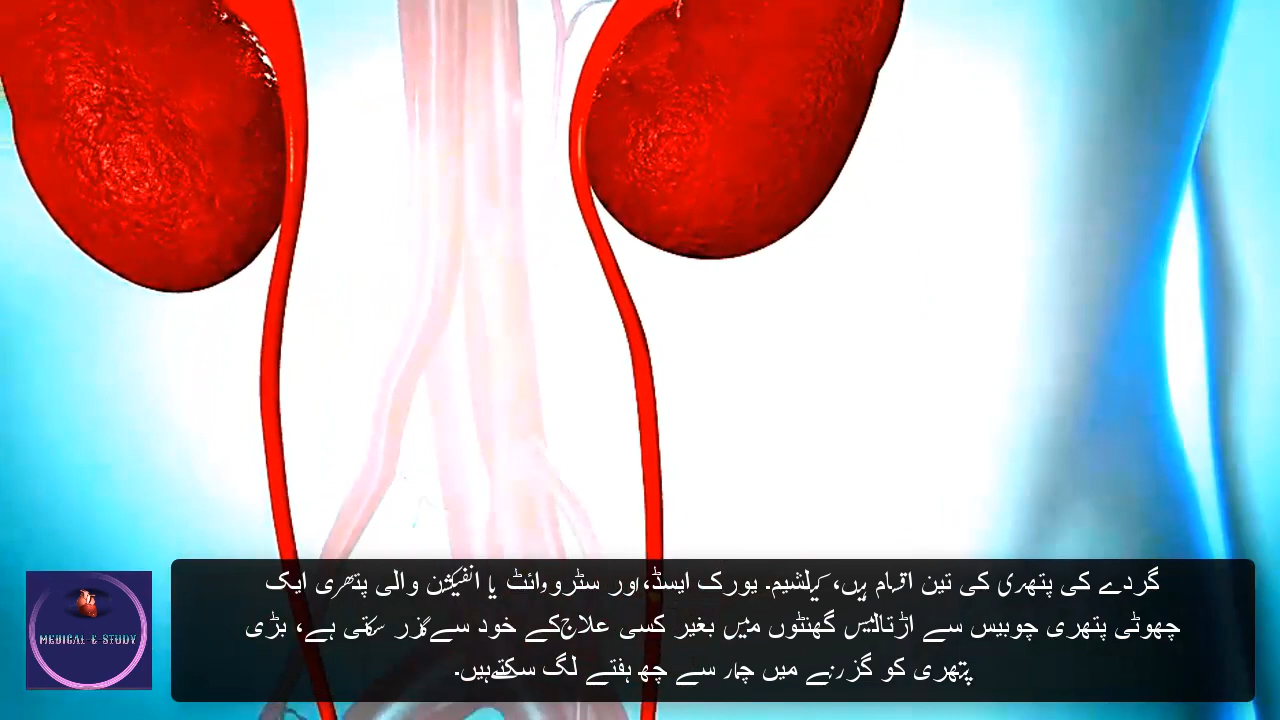 گردے کی پتھری کی تین اقسام ہیں، کیلشیم۔ یورک ایسڈ،اور سٹرووائٹ یا انفیکشن والی پتھری ایک
چھوٹی پتھری چوبیس سے اڑتالیس گھنٹوں میں بغیر کسی علاج کے خود سے گزر سکتی ہے، بڑی
پتھری کو گزرنے میں چار سے چھ ہفتے لگ سکتے ہیں۔
MEDICAL E STUDY